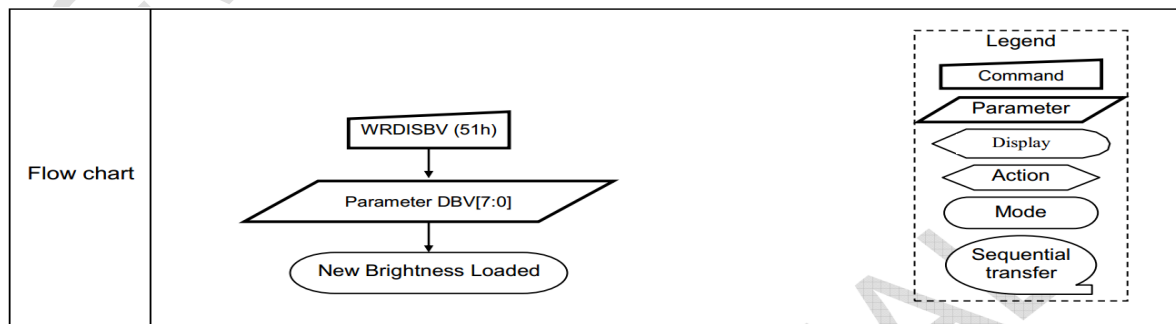 Flow chart
WRDISBV (51h)
Parameter DBV[7:0]
New Brightness Loaded
Legend
Command
Parameter
Display
Action
Mode
Sequential
transfer